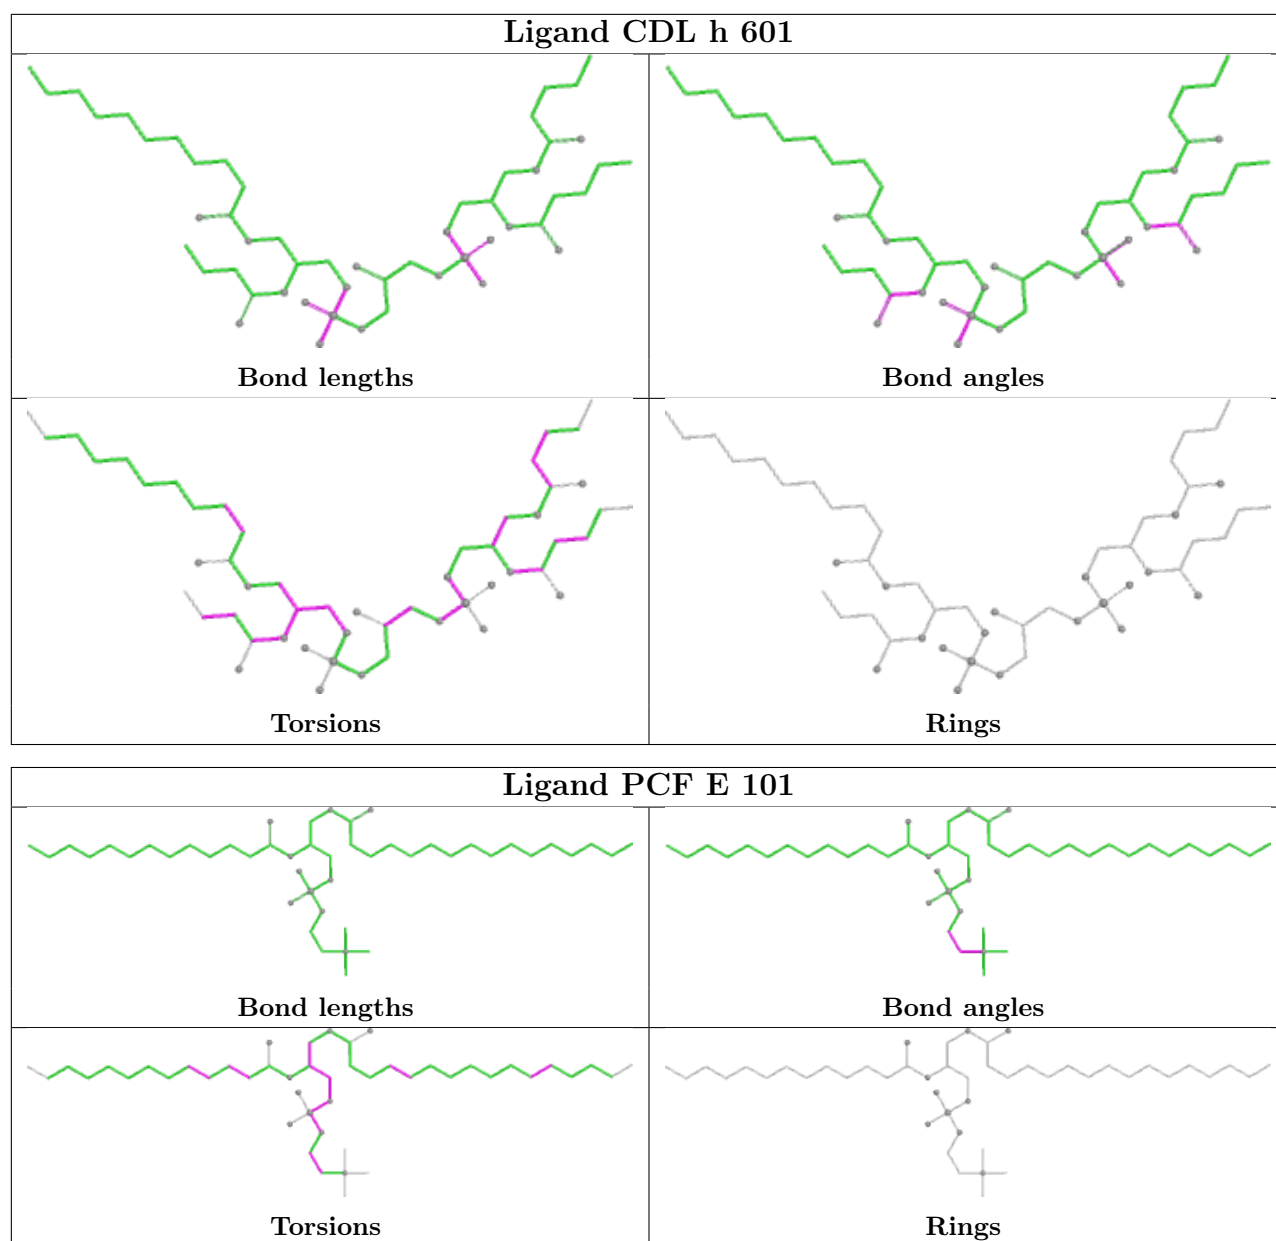 Ligand CDL h 601
Bond lengths
Bond angles
Torsions
Rings
Ligand PCF E 101
Bond lengths
Bond angles
Torsions
Rings